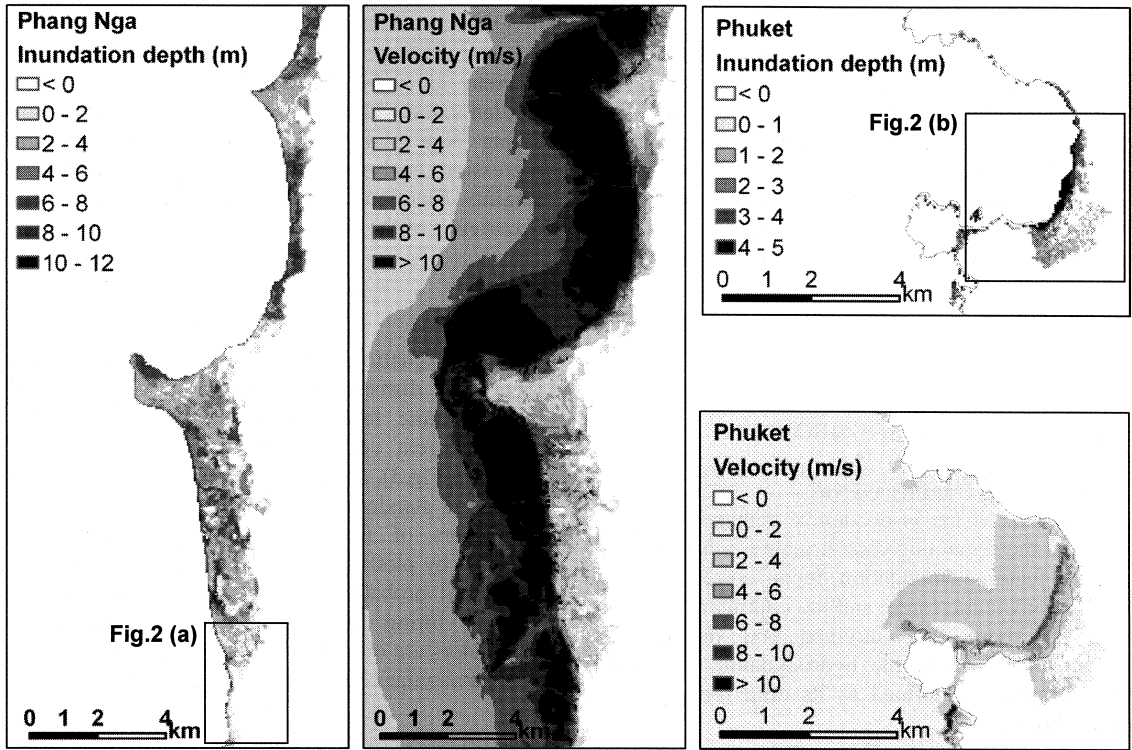 Phang Nga
Inundation depth (m)
< 0
0 - 2
2 - 4
4 - 6
6 - 8
8 - 10
10 - 12
Fig.2 (a)
0 1 2 4
km
Phang Nga
Velocity (m/s)
< 0
0 - 2
2 - 4
4 - 6
6 - 8
8 - 10
> 10
0 1 2 4
km
Phuket
Inundation depth (m)
< 0
0 - 1
1 - 2
2 - 3
3 - 4
4 - 5
Fig.2 (b)
0 1 2 4
km
Phuket
Velocity (m/s)
< 0
0 - 2
2 - 4
4 - 6
6 - 8
8 - 10
> 10
0 1 2 4
km